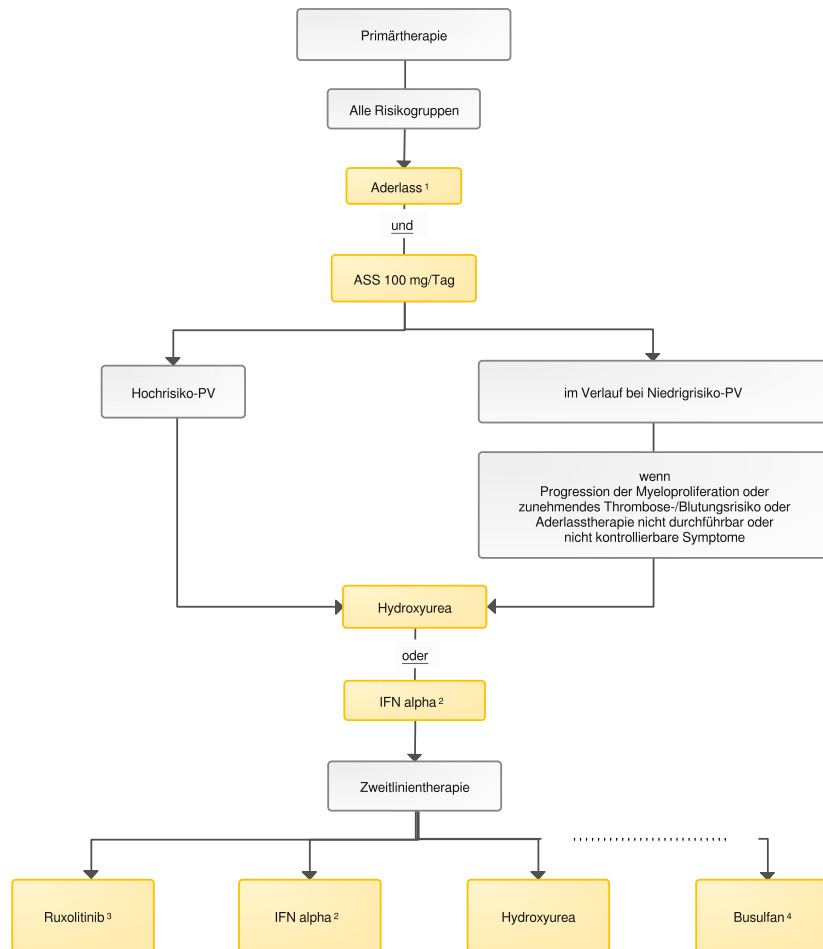 Primärtherapie
Alle Risikogruppen
Aderlass 1
und
ASS 100 mg/Tag
Hochrisiko-PV
im Verlauf bei Niedrigrisiko-PV
wenn
Progression der Myeloproliferation oder
zunehmendes Thrombose-/Blutungsrisiko oder
Aderlasstherapie nicht durchführbar oder
nicht kontrollierbare Symptome
Hydroxyurea
oder
IFN alpha 2
Zweitlinientherapie
Ruxolitinib 3
IFN alpha 2
Hydroxyurea
Busulfan 4